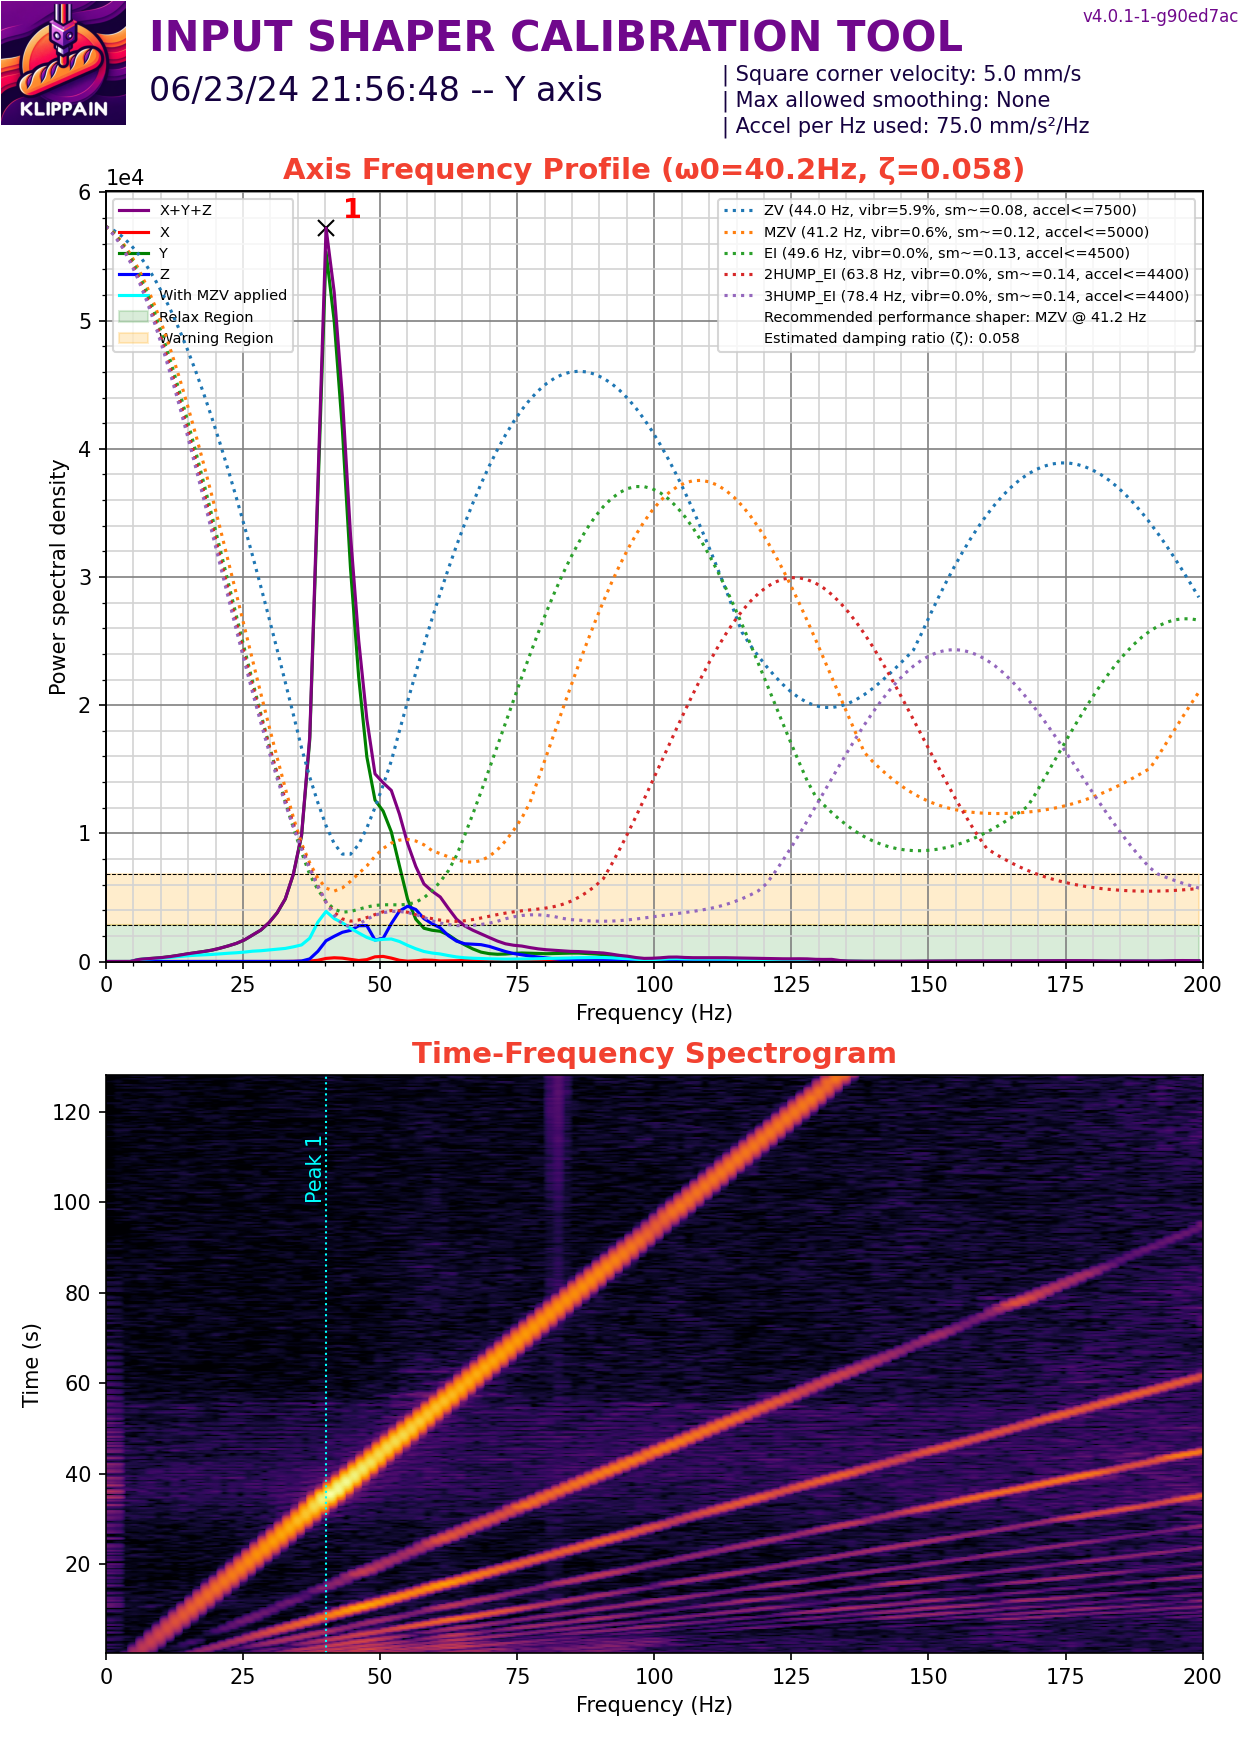 v4.0.1-1-g90ed7ac
INPUT SHAPER CALIBRATION TOOL
06/23/24 21:56:48 -- Y axis
| Square corner velocity: 5.0 mm/s
| Max allowed smoothing: None
| Accel per Hz used: 75.0 mm/s²/Hz
KLIPPAIN
Axis Frequency Profile (ω0=40.2Hz, ζ=0.058)
1e4
1
X+Y+Z
X
Y
Z
With MZV applied
Relax Region
Warning Region
ZV (44.0 Hz, vibr=5.9%, sm~=0.08, accel<=7500)
MZV (41.2 Hz, vibr=0.6%, sm~=0.12, accel<=5000)
EI (49.6 Hz, vibr=0.0%, sm~=0.13, accel<=4500)
2HUMP_EI (63.8 Hz, vibr=0.0%, sm~=0.14, accel<=4400)
3HUMP_EI (78.4 Hz, vibr=0.0%, sm~=0.14, accel<=4400)
Recommended performance shaper: MZV @ 41.2 Hz
Estimated damping ratio (ζ): 0.058
Power spectral density
6
5
4
3
2
1
0
0 25 50 75 100 125 150 175 200
Frequency (Hz)
Time-Frequency Spectrogram
Peak 1
Time (s)
120
100
80
60
40
20
0 25 50 75 100 125 150 175 200
Frequency (Hz)